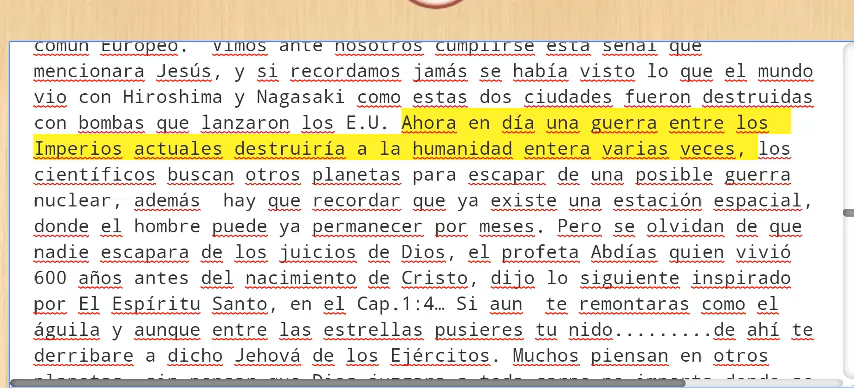 común Europeo.  Vimos ante nosotros cumplirse esta señal que
mencionara Jesús, y si recordamos jamás se había visto lo que el mundo
vio con Hiroshima y Nagasaki como estas dos ciudades fueron destruidas
con bombas que lanzaron los E.U. Ahora en día una guerra entre los
Imperios actuales destruiría a la humanidad entera varias veces, los
científicos buscan otros planetas para escapar de una posible guerra
nuclear, además  hay que recordar que ya existe una estación espacial,
donde el hombre puede ya permanecer por meses. Pero se olvidan de que
nadie escapara de los juicios de Dios, el profeta Abdías quien vivió
600 años antes del nacimiento de Cristo, dijo lo siguiente inspirado
por El Espíritu Santo, en el Cap.1:4… Si aun  te remontaras como el
águila y aunque entre las estrellas pusieres tu nido.........de ahí te
derribare a dicho Jehová de los Ejércitos. Muchos piensan en otros